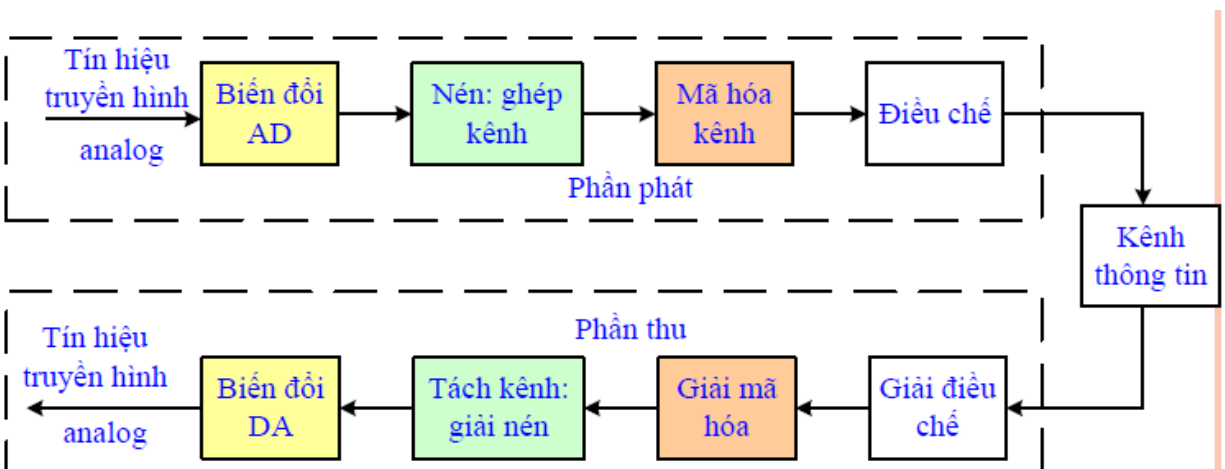 Tín hiệu
truyền hình
analog
Biến đổi
AD
Nén: ghép
kênh
Mã hóa
kênh
Điều chế
Phần phát
Kênh
thông tin
Phần thu
Tín hiệu
truyền hình
analog
Biến đổi
DA
Tách kênh:
giải nén
Giải mã
hóa
Giải điều
chế